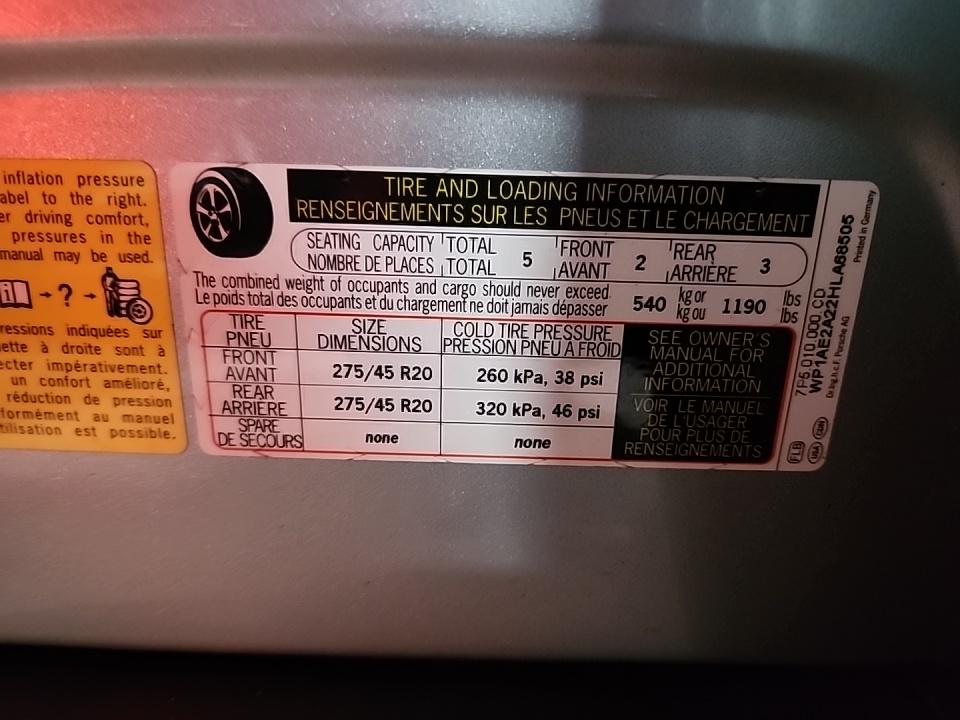 inflation pressure
abel to the right.
er driving comfort,
pressures in the
manual may be used.
i → ? →
ressions indiquées sur
ette à droite sont à
ecter impérativement.
un confort amélioré,
réduction de pression
formément au manuel
tilisation est possible.
TIRE AND LOADING INFORMATION
RENSEIGNEMENTS SUR LES PNEUS ET LE CHARGEMENT
SEATING CAPACITY TOTAL 5 FRONT 2 REAR 3
NOMBRE DE PLACES TOTAL AVANT ARRIÈRE
The combined weight of occupants and cargo should never exceed 540 kg or 1190 lbs
Le poids total des occupants et du chargement ne doit jamais dépasser kg ou lbs
TIRE SIZE COLD TIRE PRESSURE
PNEU DIMENSIONS PRESSION PNEU A FROID
FRONT
AVANT 275/45 R20 260 kPa, 38 psi
REAR
ARRIÈRE 275/45 R20 320 kPa, 46 psi
SPARE
DE SECOURS none none
SEE OWNER'S
MANUAL FOR
ADDITIONAL
INFORMATION
VOIR LE MANUEL
DE L'USAGER
POUR PLUS DE
RENSEIGNEMENTS
7P5.010.000.CD
WP1AE2A22HLA68505
Dr.Ing.h.c.F. Porsche AG
Printed in Germany
FLB
USA
CDN